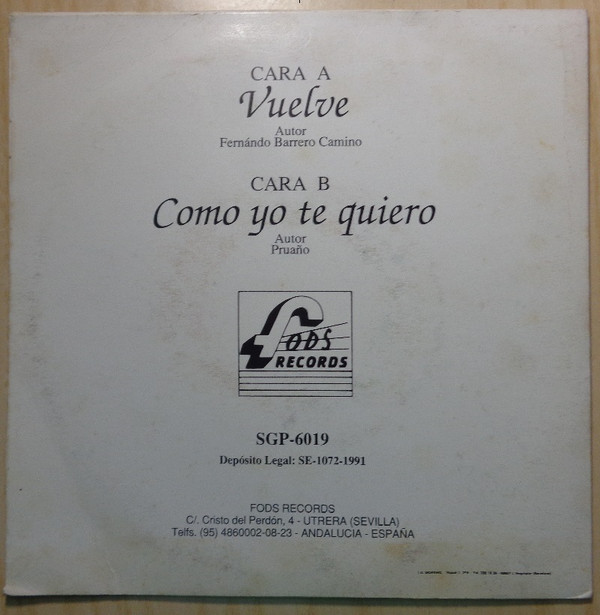 CARA A
Vuelve
Autor
Fernándo Barrero Camino
CARA B
Como yo te quiero
Autor
Pruaño
Fods
RECORDS
SGP-6019
Depósito Legal: SE-1072-1991
FODS RECORDS
C/. Cristo del Perdón, 4 - UTRERA (SEVILLA)
Telfs. (95) 4860002-08-23 - ANDALUCIA - ESPAÑA